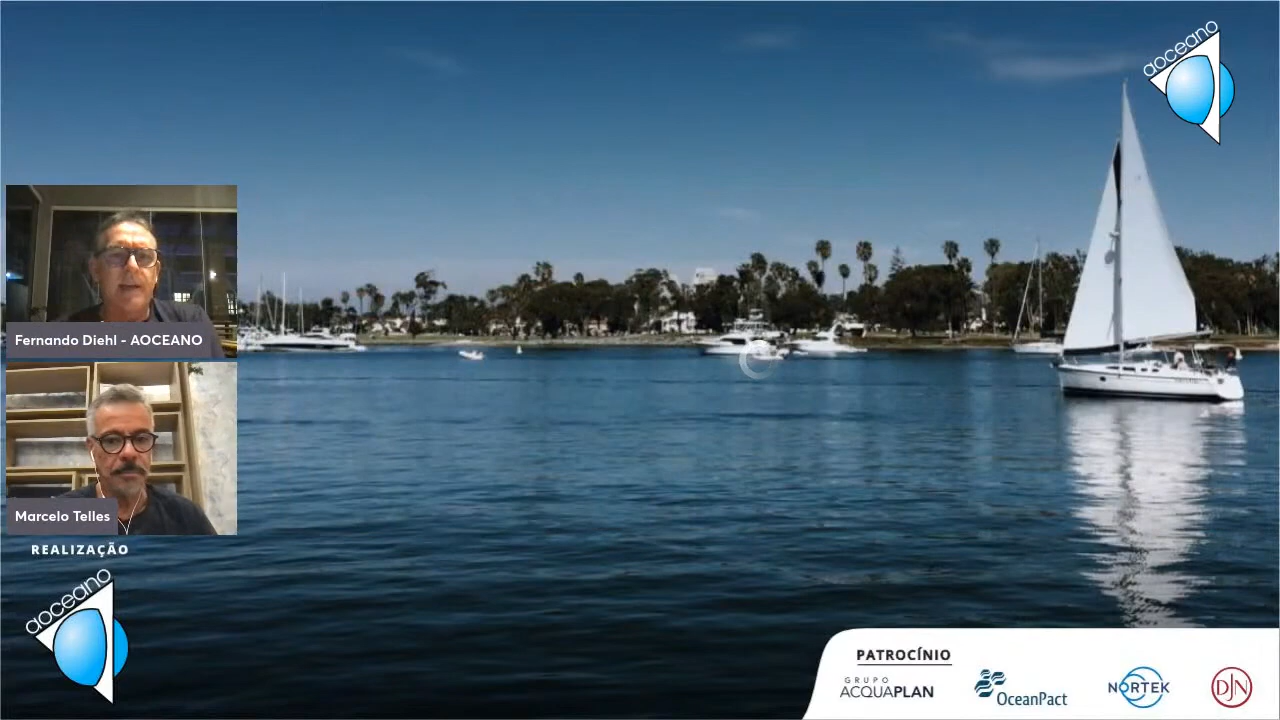 aoceano
Fernando Diehl - AOCEANO
Marcelo Telles
REALIZAÇÃO
aoceano
PATROCÍNIO
GRUPO
ACQUAPLAN
OceanPact
NORTEK
DJN